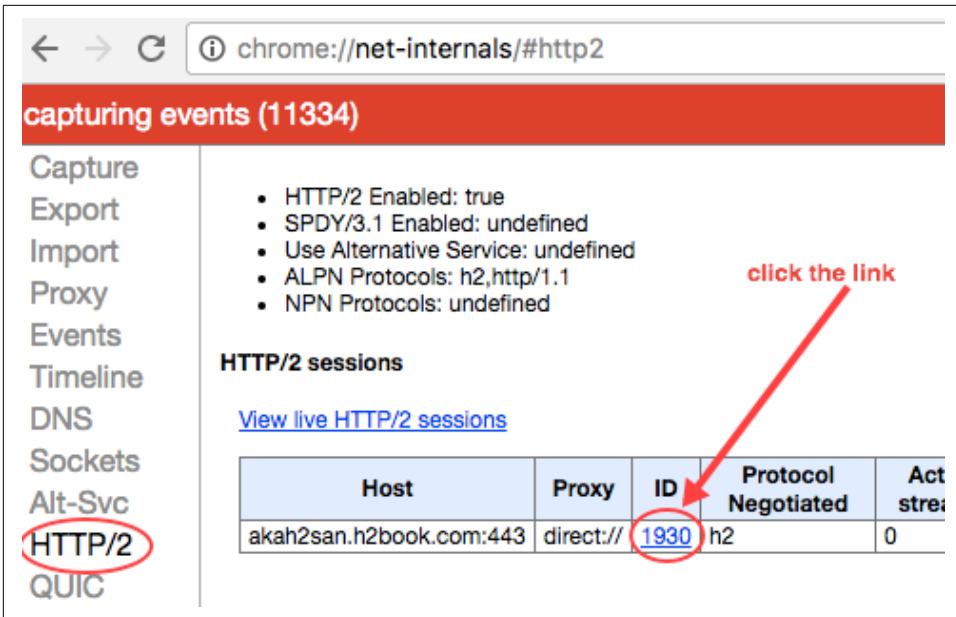 chrome://net-internals/#http2
capturing events (11334)
Capture
Export
Import
Proxy
Events
Timeline
DNS
Sockets
Alt-Svc
HTTP/2
QUIC
HTTP/2 Enabled: true
SPDY/3.1 Enabled: undefined
Use Alternative Service: undefined
ALPN Protocols: h2,http/1.1
NPN Protocols: undefined
click the link
HTTP/2 sessions
View live HTTP/2 sessions
Host Proxy ID Protocol Negotiated Act strea
akah2san.h2book.com:443 direct:// 1930 h2 0